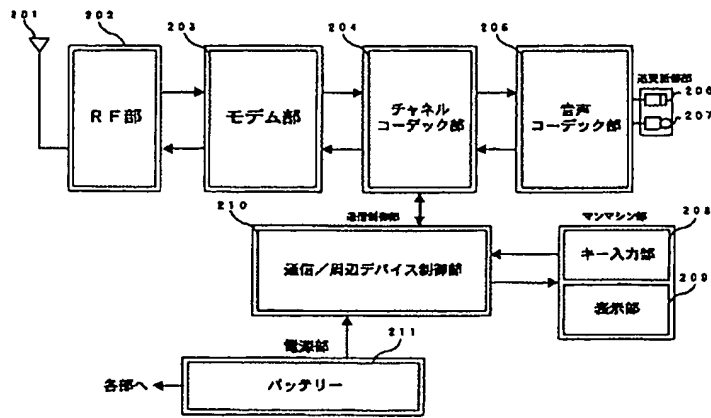 201
202
203
204
205
206
207
RF部
モデム部
チャネル
コーデック部
音声
コーデック部
210
通信制御部
通信/周辺デバイス制御部
マンマシン部
208
キー入力部
209
表示部
電源部
211
バッテリー
各部へ